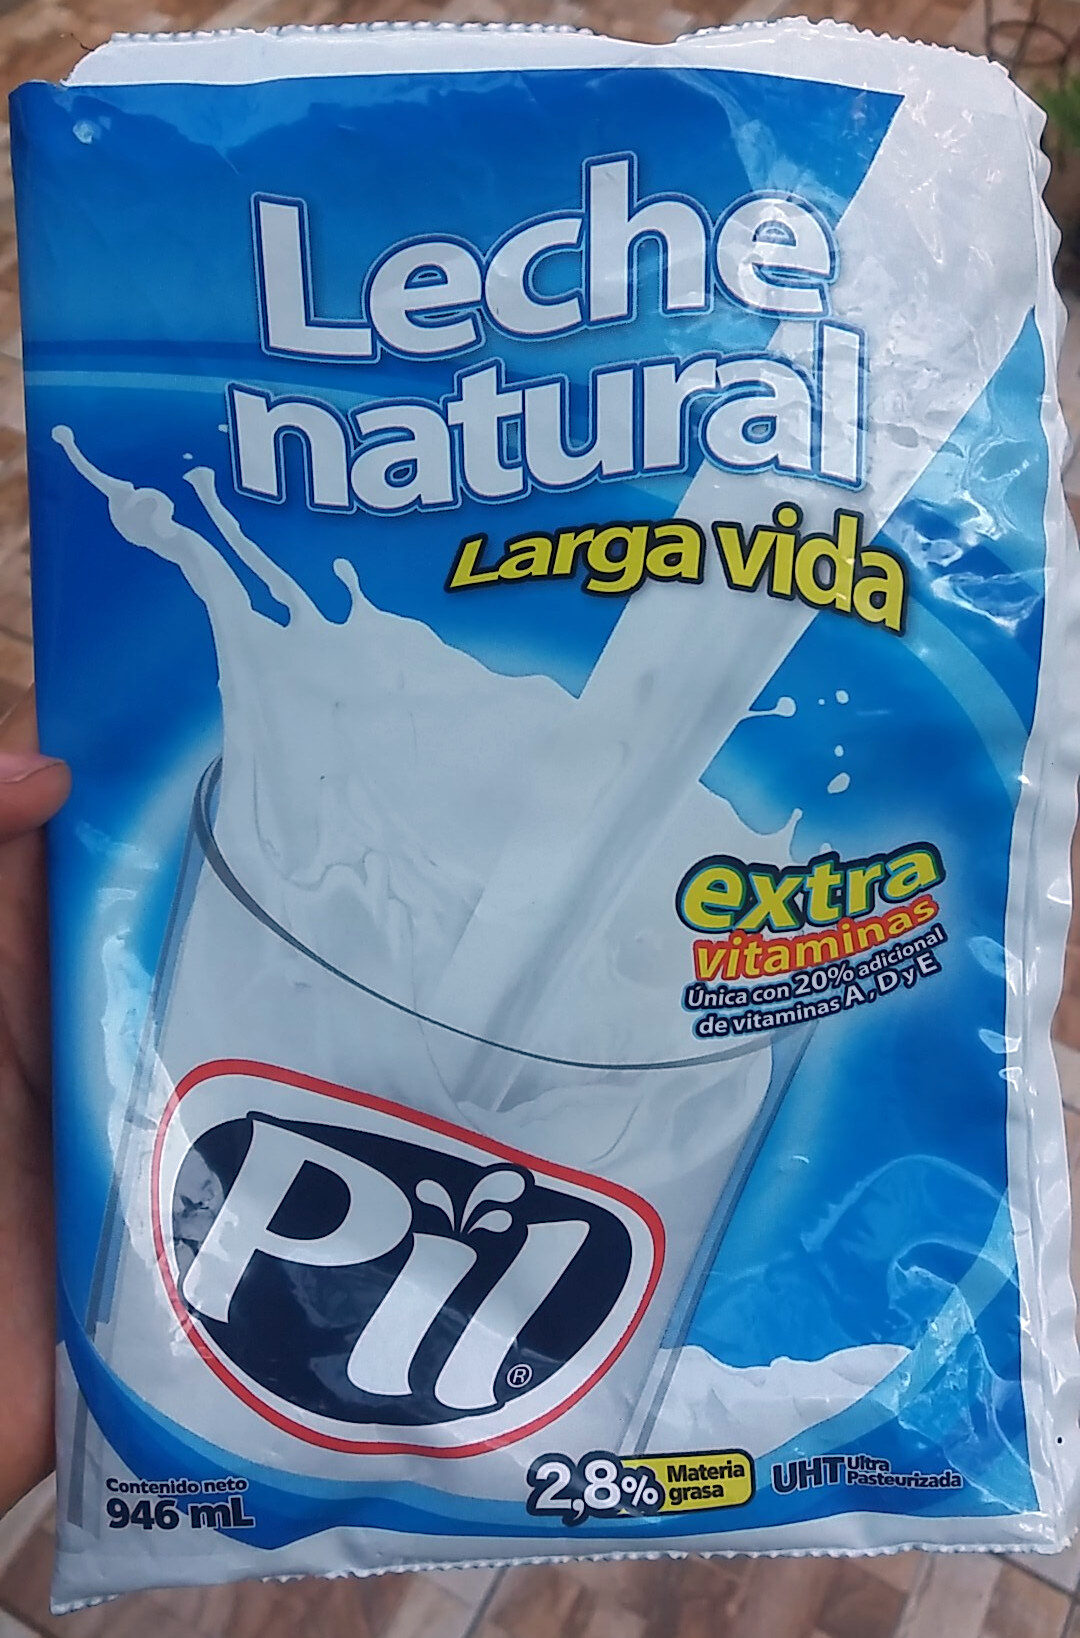 Leche
natural
Larga vida
extra
vitaminas
Única con 20% adicional
de vitaminas A, D y E
Pil
®
Contenido neto
946 mL
2,8% Materia
grasa
UHT Ultra
Pasteurizada